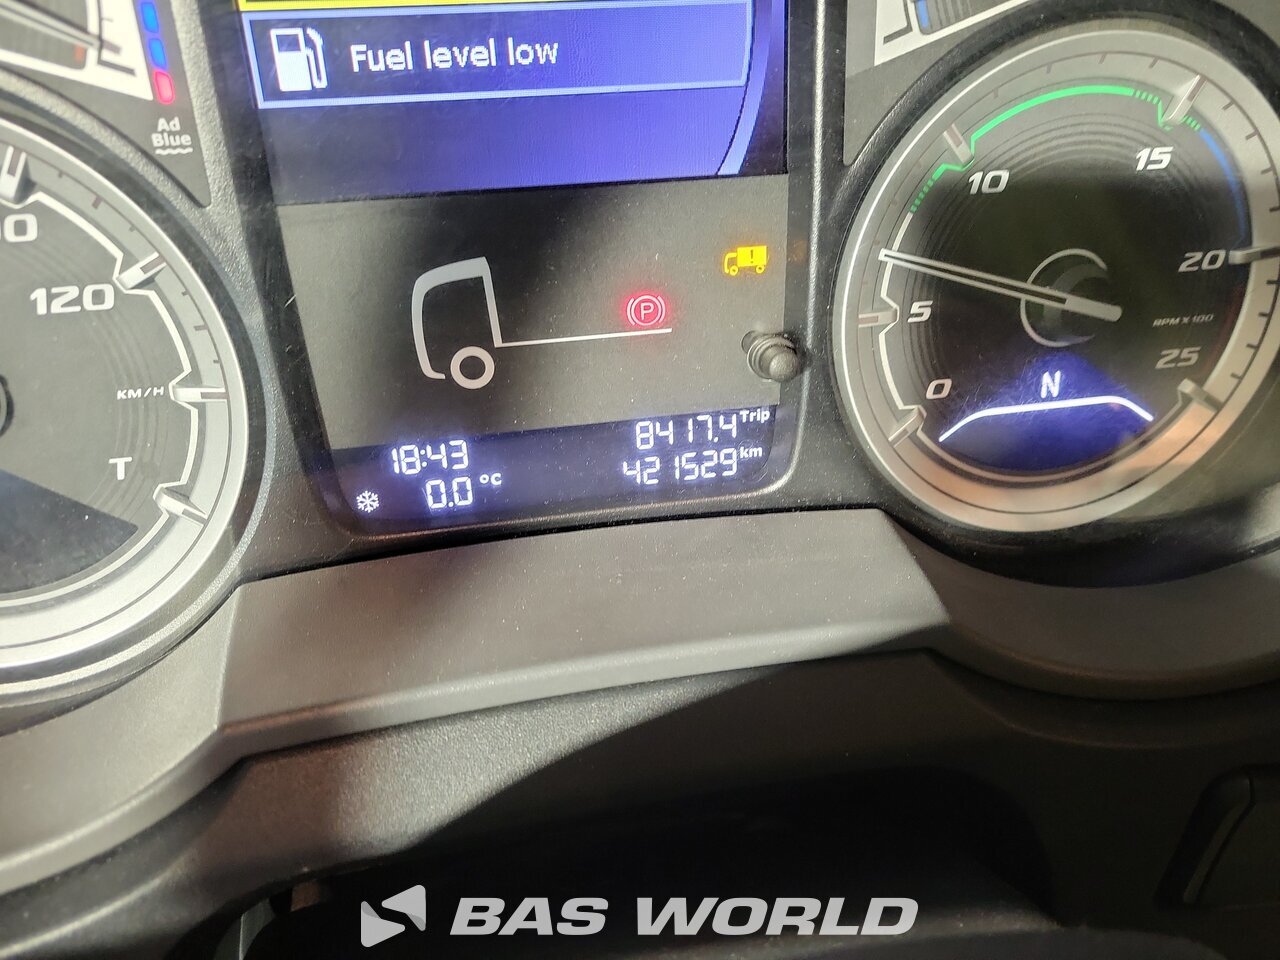 Fuel level low
Ad
Blue
120
KM/H
T
P
18:43
0.0 °C
8417.4 Trip
421529 km
0
5
10
15
20
25
RPM X 100
N
BAS WORLD